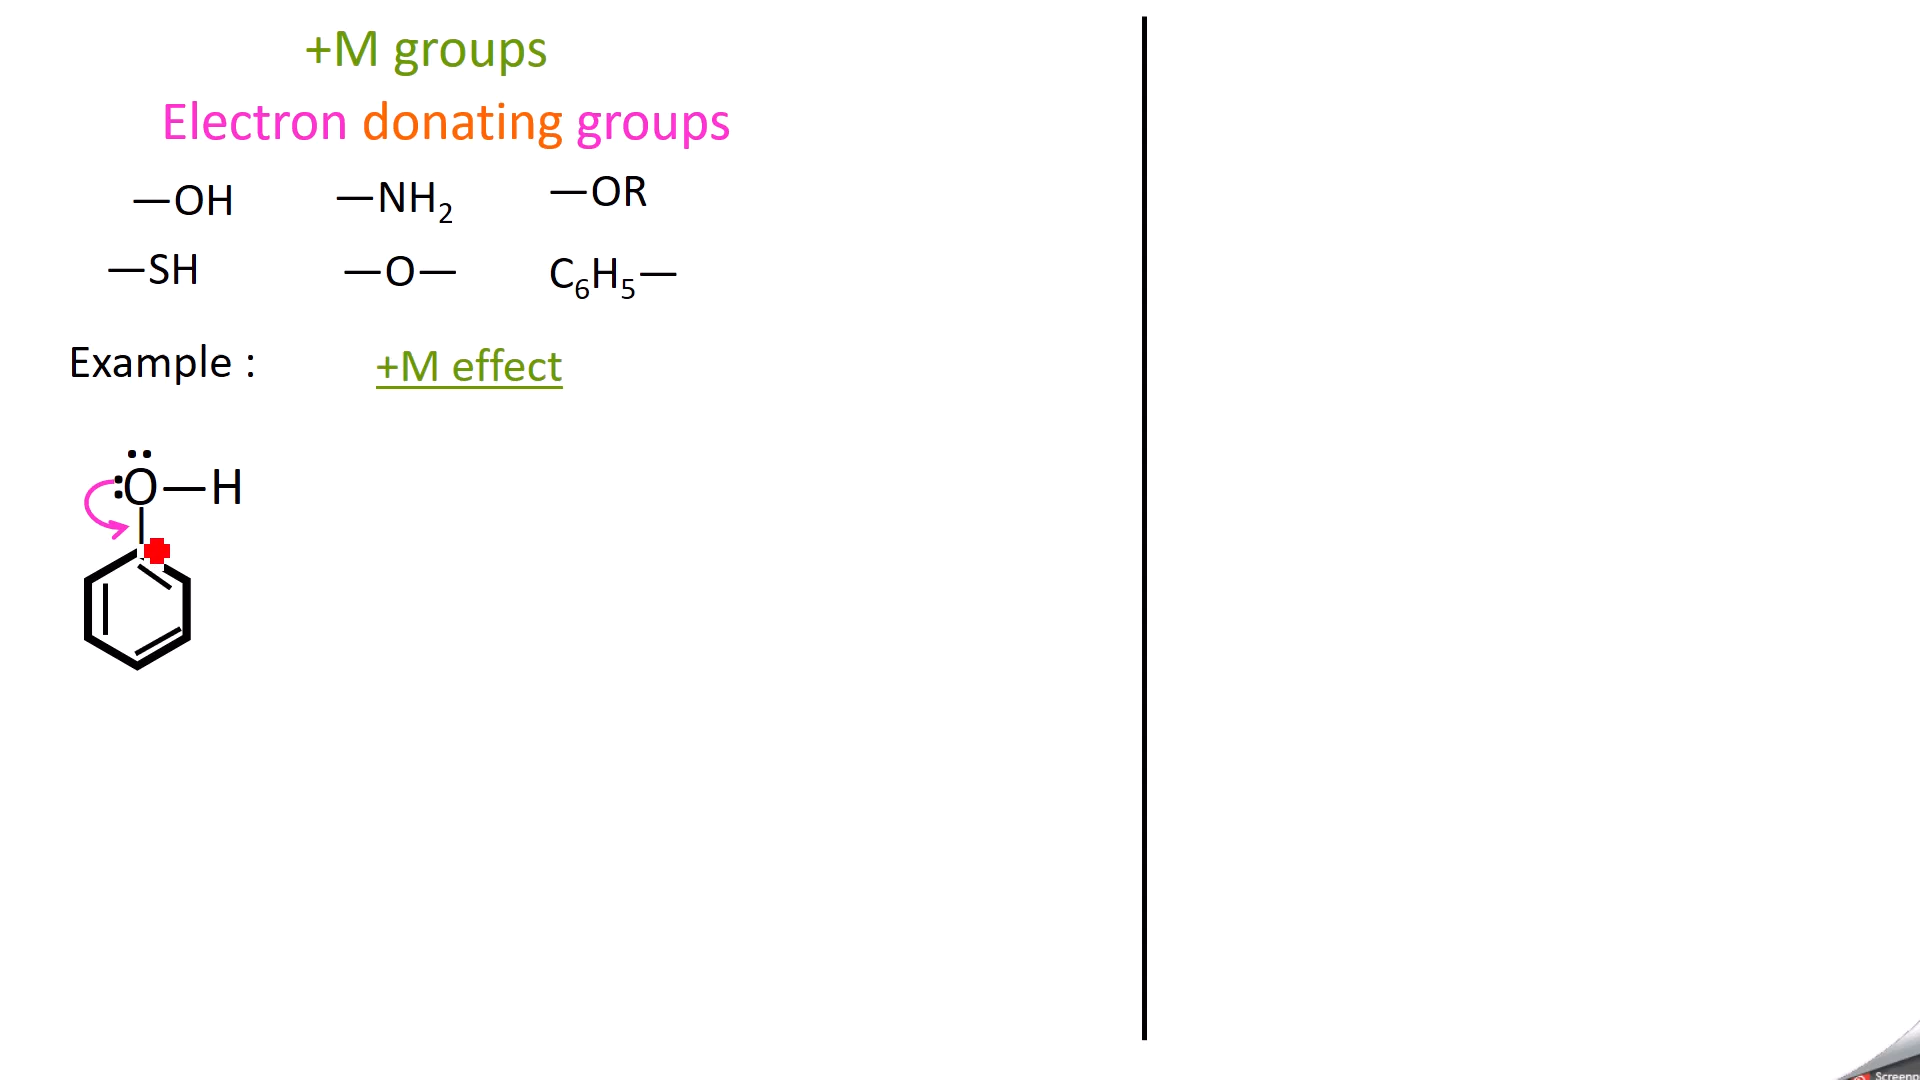 +M groups
Electron donating groups
—OH —NH₂ —OR
—SH —O— C₆H₅—
Example : +M effect
:O—H